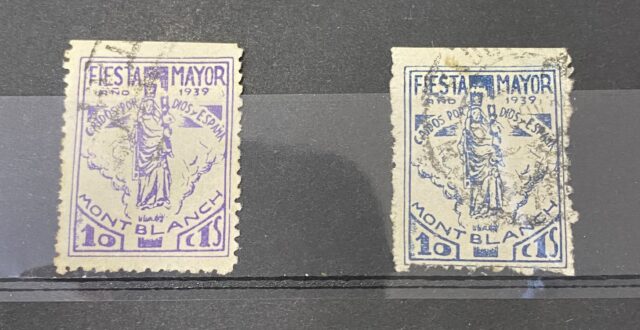 FIESTA MAYOR
AÑO 1939
CAIDOS POR DIOS Y ESPAÑA
MONTBLANCH
10 CTS
FIESTA MAYOR
AÑO 1939
CAIDOS POR DIOS Y ESPAÑA
MONTBLANCH
10 CTS